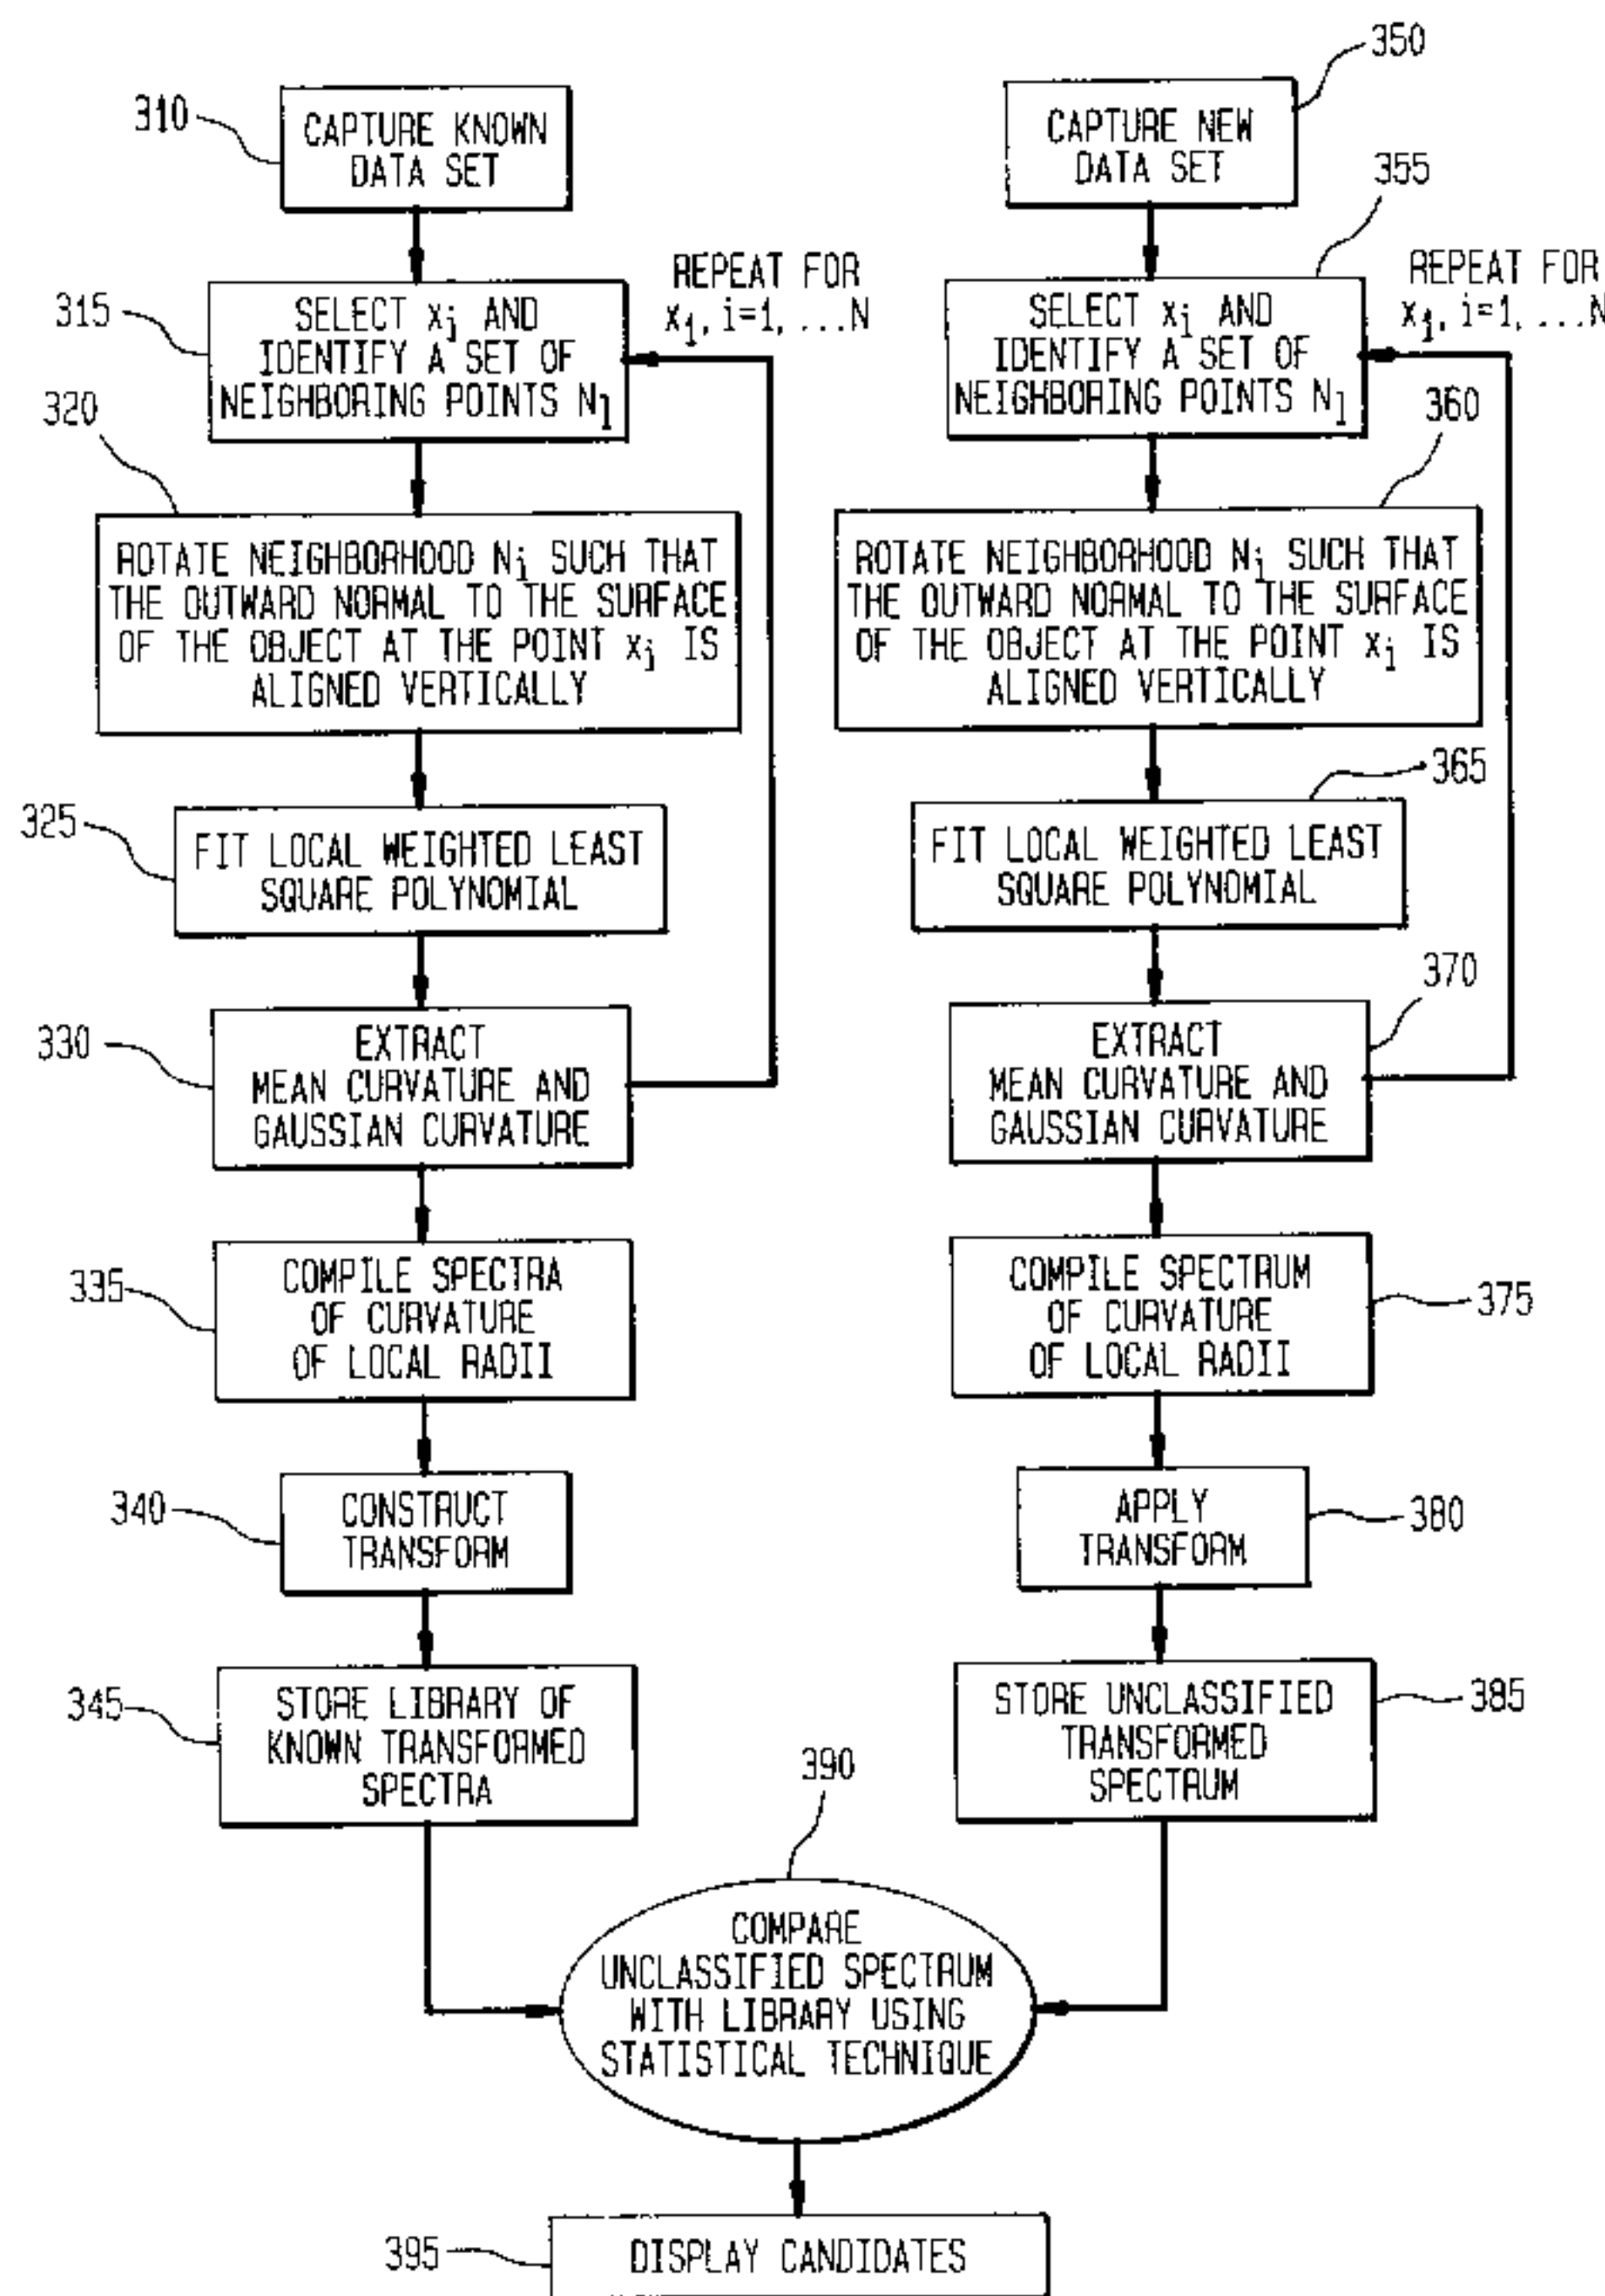 310
CAPTURE KNOWN
DATA SET
315
SELECT xi AND
IDENTIFY A SET OF
NEIGHBORING POINTS Ni
REPEAT FOR
xi, i=1, ...N
320
ROTATE NEIGHBORHOOD Ni SUCH THAT
THE OUTWARD NORMAL TO THE SURFACE
OF THE OBJECT AT THE POINT xi IS
ALIGNED VERTICALLY
325
FIT LOCAL WEIGHTED LEAST
SQUARE POLYNOMIAL
330
EXTRACT
MEAN CURVATURE AND
GAUSSIAN CURVATURE
335
COMPILE SPECTRA
OF CURVATURE
OF LOCAL RADII
340
CONSTRUCT
TRANSFORM
345
STORE LIBRARY OF
KNOWN TRANSFORMED
SPECTRA
350
CAPTURE NEW
DATA SET
355
SELECT xi AND
IDENTIFY A SET OF
NEIGHBORING POINTS Ni
REPEAT FOR
xi, i=1, ...N
360
ROTATE NEIGHBORHOOD Ni SUCH THAT
THE OUTWARD NORMAL TO THE SURFACE
OF THE OBJECT AT THE POINT xi IS
ALIGNED VERTICALLY
365
FIT LOCAL WEIGHTED LEAST
SQUARE POLYNOMIAL
370
EXTRACT
MEAN CURVATURE AND
GAUSSIAN CURVATURE
375
COMPILE SPECTRUM
OF CURVATURE
OF LOCAL RADII
380
APPLY
TRANSFORM
385
STORE UNCLASSIFIED
TRANSFORMED
SPECTRUM
390
COMPARE
UNCLASSIFIED SPECTRUM
WITH LIBRARY USING
STATISTICAL TECHNIQUE
395
DISPLAY CANDIDATES